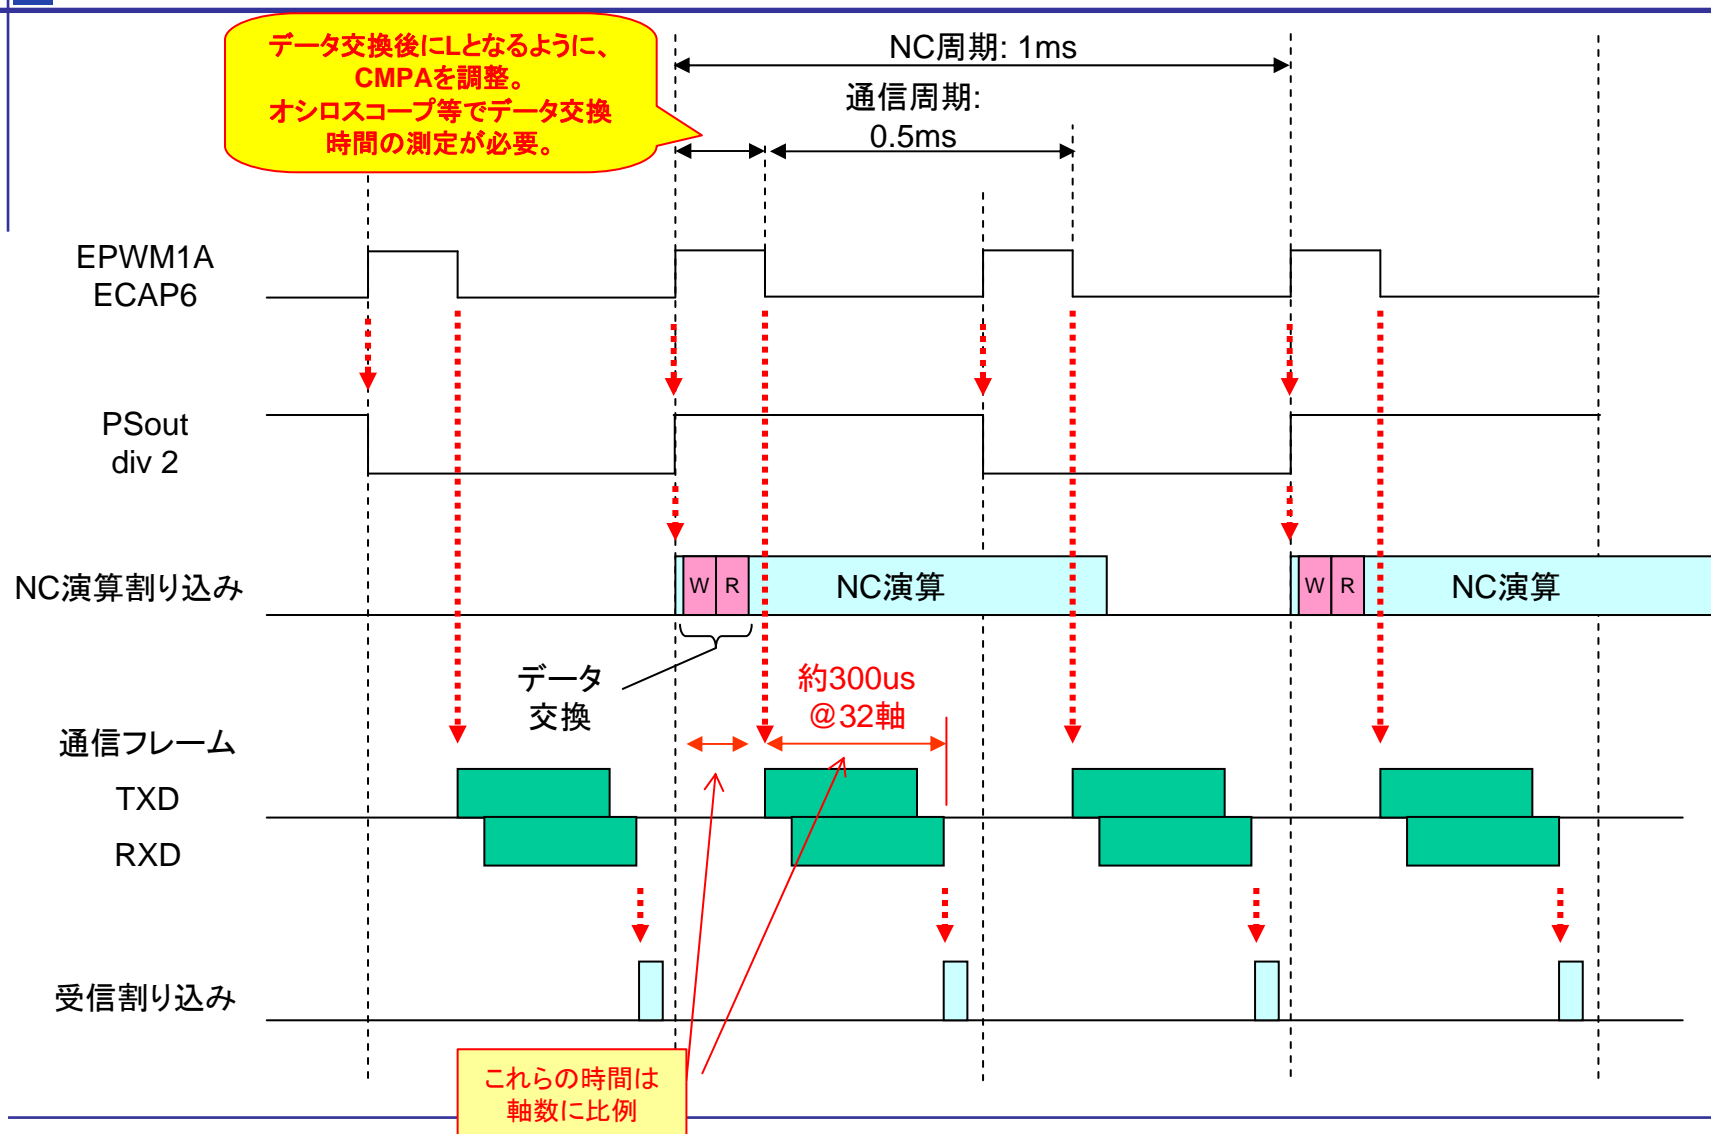 データ交換後にLとなるように、
CMPAを調整。
オシロスコープ等でデータ交換
時間の測定が必要。
NC周期: 1ms
通信周期:
0.5ms
EPWM1A
ECAP6
PSout
div 2
NC演算割り込み
W R NC演算
W R NC演算
データ
交換
約300us
@32軸
通信フレーム
TXD
RXD
受信割り込み
これらの時間は
軸数に比例